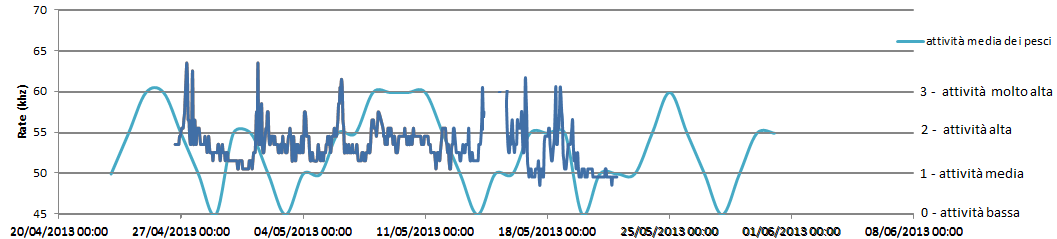 70
65
60
55
50
45
Rate (khz)
attività media dei pesci
3 - attività molto alta
2 - attività alta
1 - attività media
0 - attività bassa
20/04/2013 00:00 27/04/2013 00:00 04/05/2013 00:00 11/05/2013 00:00 18/05/2013 00:00 25/05/2013 00:00 01/06/2013 00:00 08/06/2013 00:00